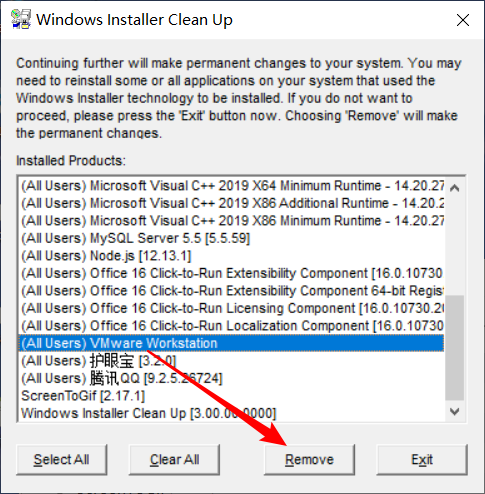 Windows Installer Clean Up
Continuing further will make permanent changes to your system. You may
need to reinstall some or all applications on your system that used the
Windows Installer technology to be installed. If you do not want to
proceed, please press the 'Exit' button now. Choosing 'Remove' will make
the permanent changes.
Installed Products:
(All Users) Microsoft Visual C++ 2019 X64 Minimum Runtime - 14.20.27
(All Users) Microsoft Visual C++ 2019 X86 Additional Runtime - 14.20.2
(All Users) Microsoft Visual C++ 2019 X86 Minimum Runtime - 14.20.27
(All Users) MySQL Server 5.5 [5.5.59]
(All Users) Node.js [12.13.1]
(All Users) Office 16 Click-to-Run Extensibility Component [16.0.10730
(All Users) Office 16 Click-to-Run Extensibility Component 64-bit Regis
(All Users) Office 16 Click-to-Run Licensing Component [16.0.10730.20
(All Users) Office 16 Click-to-Run Localization Component [16.0.10730
(All Users) VMware Workstation
(All Users) 护眼宝 [3.2.0]
(All Users) 腾讯QQ [9.2.5.26724]
ScreenToGif [2.17.1]
Windows Installer Clean Up [3.00.00.0000]
Select All
Clear All
Remove
Exit